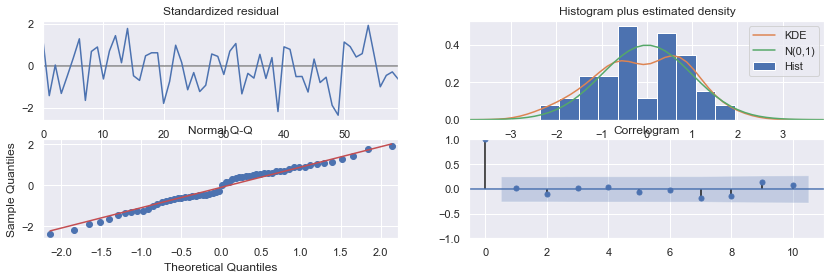 Standardized residual
2
0
−2
0 10 20 30 40 50
Histogram plus estimated density
0.4
0.2
0.0
KDE
N(0,1)
Hist
−3 −2 −1 0 1 2 3
Normal Q-Q
Sample Quantiles
2
0
−2
−2.0 −1.5 −1.0 −0.5 0.0 0.5 1.0 1.5 2.0
Theoretical Quantiles
Correlogram
1.0
0.5
0.0
−0.5
−1.0
0 2 4 6 8 10